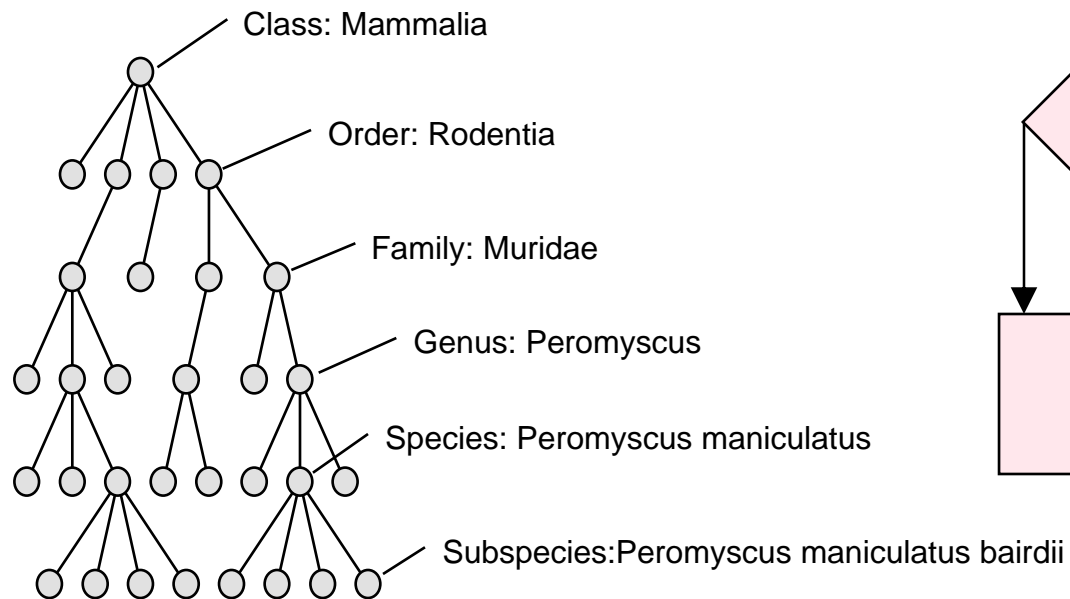 Class: Mammalia
Order: Rodentia
Family: Muridae
Genus: Peromyscus
Species: Peromyscus maniculatus
Subspecies:Peromyscus maniculatus bairdii